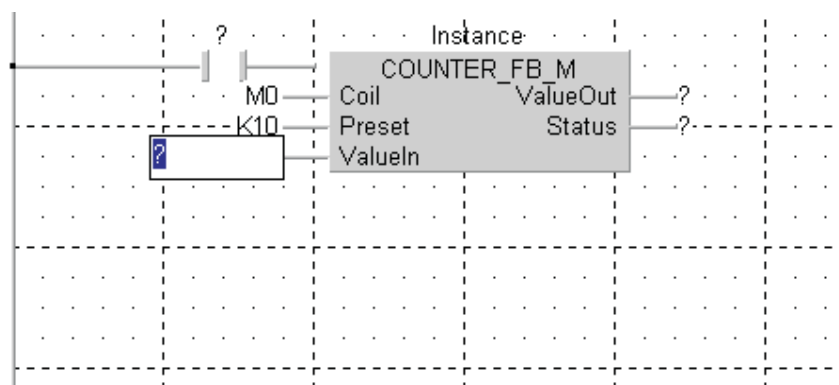 ? Instance
COUNTER_FB_M
M0 Coil ValueOut ?
K10 Preset Status ?
? ValueIn